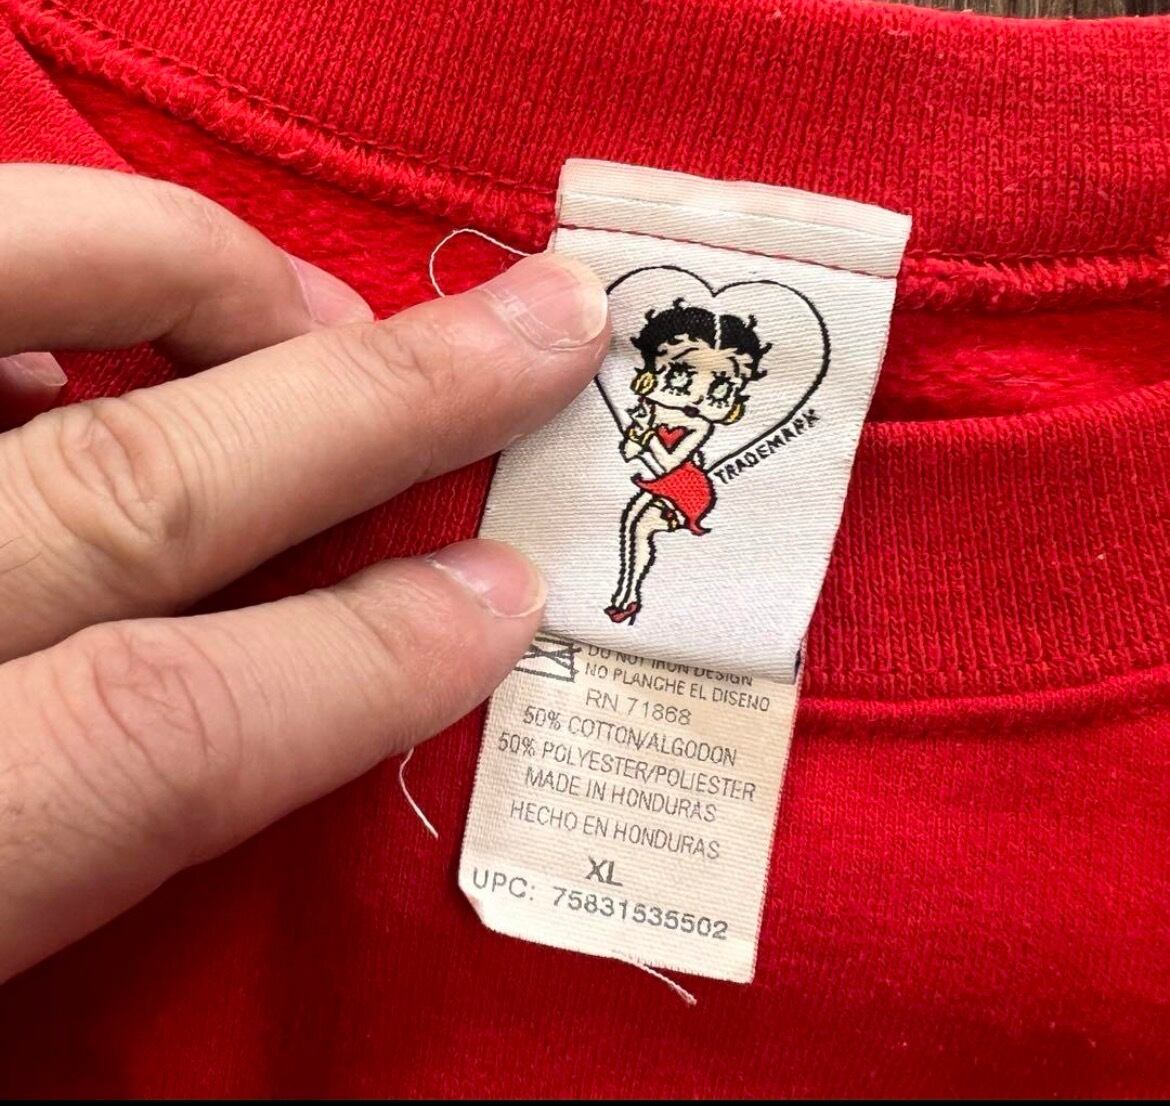 TRADEMARK
DO NOT IRON DESIGN
NO PLANCHE EL DISENO
RN 71868
50% COTTON/ALGODON
50% POLYESTER/POLIESTER
MADE IN HONDURAS
HECHO EN HONDURAS
XL
UPC: 75831535502